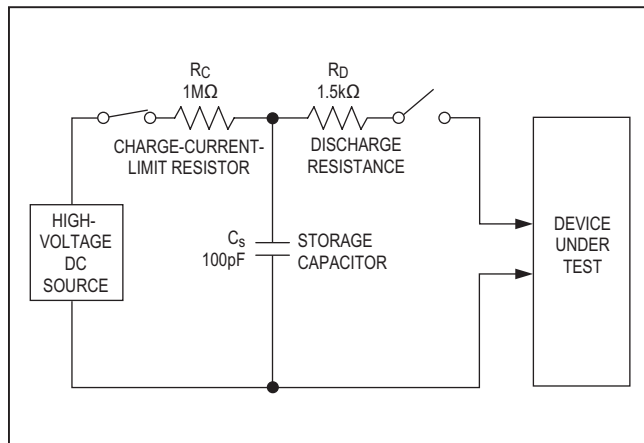 RC
1MΩ
CHARGE-CURRENT-
LIMIT RESISTOR
RD
1.5kΩ
DISCHARGE
RESISTANCE
HIGH-
VOLTAGE
DC
SOURCE
Cs
100pF
STORAGE
CAPACITOR
DEVICE
UNDER
TEST